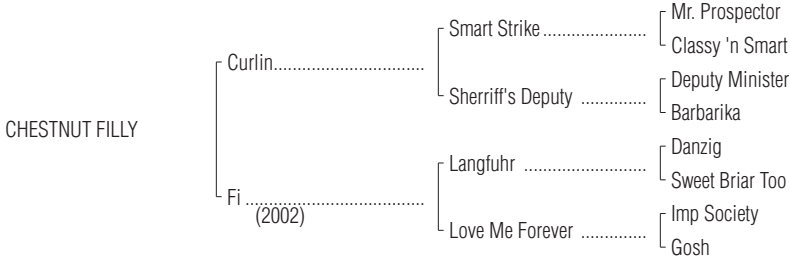 Mr. Prospector
Smart Strike......................
Classy 'n Smart
Curlin................................
Deputy Minister
Sherriff's Deputy ..............
Barbarika
CHESTNUT FILLY
Danzig
Langfuhr ..........................
Sweet Briar Too
Fi ......................................
(2002)
Imp Society
Love Me Forever ..............
Gosh